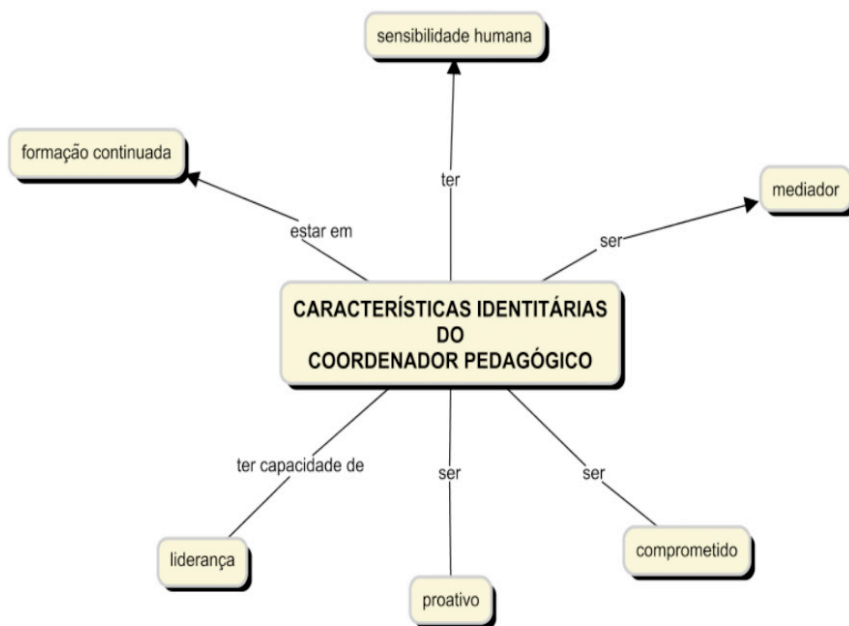 sensibilidade humana
formação continuada
ter
mediador
estar em
ser
CARACTERÍSTICAS IDENTITÁRIAS
DO
COORDENADOR PEDAGÓGICO
ter capacidade de
ser
ser
liderança
proativo
comprometido